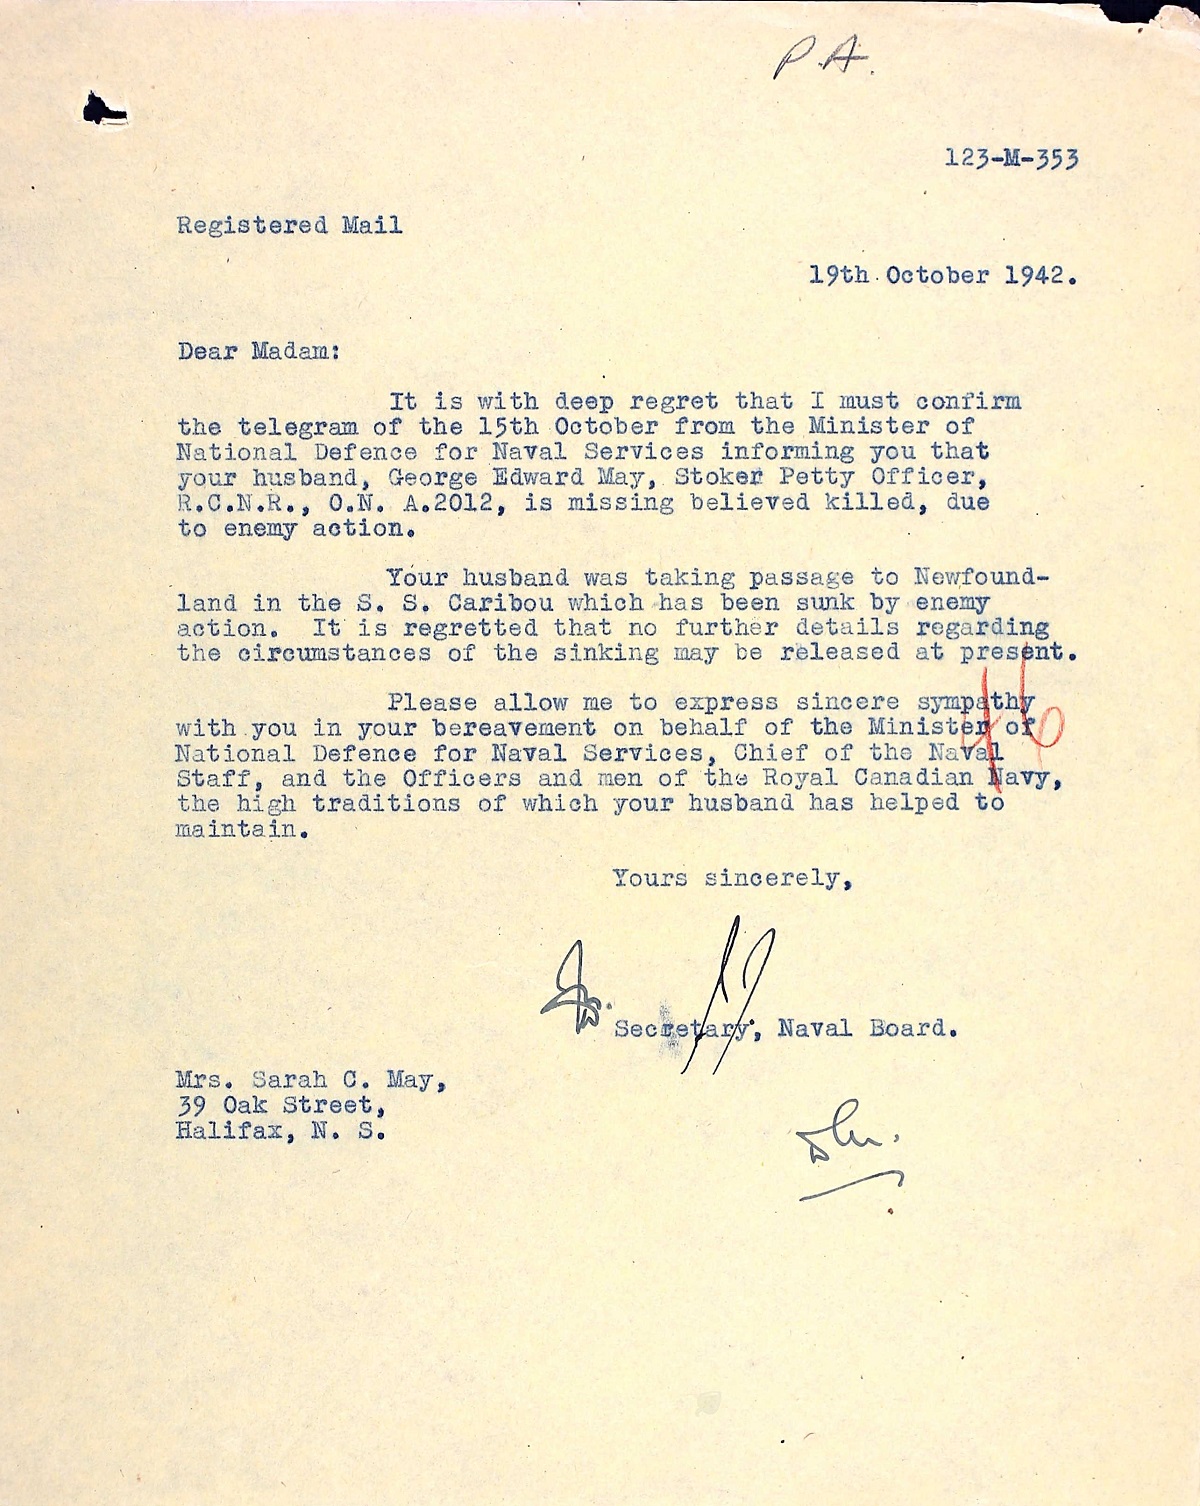 P.A.
123-M-353
Registered Mail
19th October 1942.
Dear Madam:
It is with deep regret that I must confirm
the telegram of the 15th October from the Minister of
National Defence for Naval Services informing you that
your husband, George Edward May, Stoker Petty Officer,
R.C.N.R., O.N. A.2012, is missing believed killed, due
to enemy action.
Your husband was taking passage to Newfound-
land in the S. S. Caribou which has been sunk by enemy
action. It is regretted that no further details regarding
the circumstances of the sinking may be released at present.
Please allow me to express sincere sympathy
with you in your bereavement on behalf of the Minister of
National Defence for Naval Services, Chief of the Naval
Staff, and the Officers and men of the Royal Canadian Navy,
the high traditions of which your husband has helped to
maintain.
Yours sincerely,
Secretary, Naval Board.
Mrs. Sarah C. May,
39 Oak Street,
Halifax, N. S.